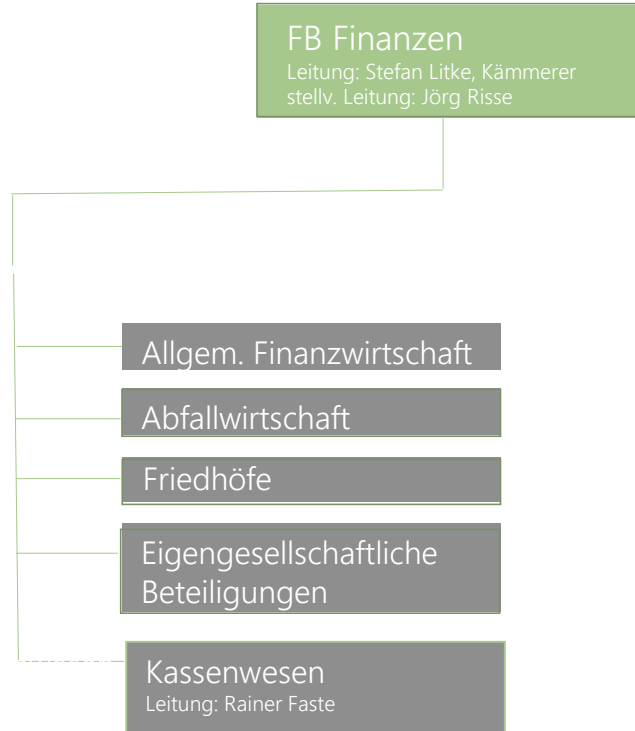 FB Finanzen
Leitung: Stefan Litke, Kämmerer
stellv. Leitung: Jörg Risse
Allgem. Finanzwirtschaft
Abfallwirtschaft
Friedhöfe
Eigengesellschaftliche
Beteiligungen
Kassenwesen
Leitung: Rainer Faste